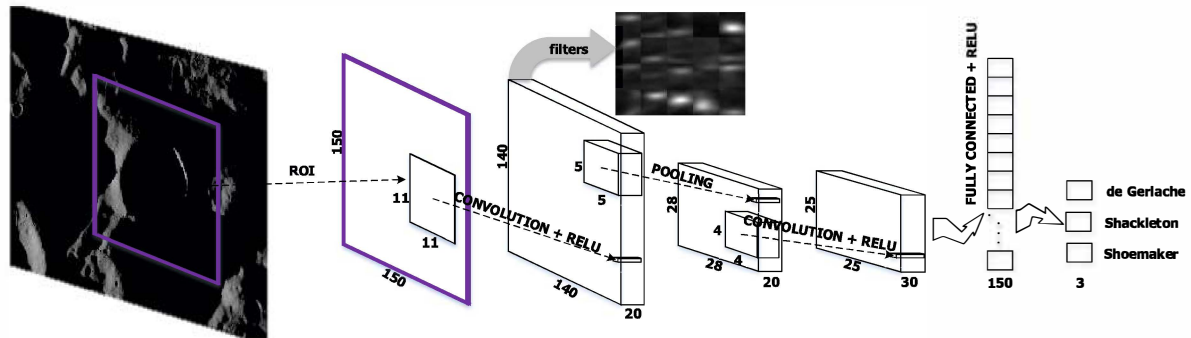 filters
ROI
150
150
11
11
CONVOLUTION + RELU
140
140
20
5
5
POOLING
28
28
20
4
4
CONVOLUTION + RELU
25
25
30
FULLY CONNECTED + RELU
150
3
de Gerlache
Shackleton
Shoemaker